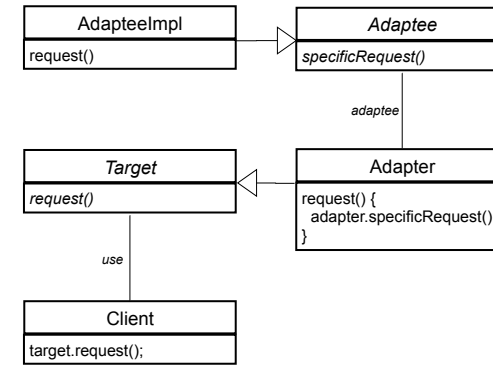 AdapteeImpl
request()
Adaptee
specificRequest()
adaptee
Target
request()
Adapter
request() {
adapter.specificRequest()
}
use
Client
target.request();